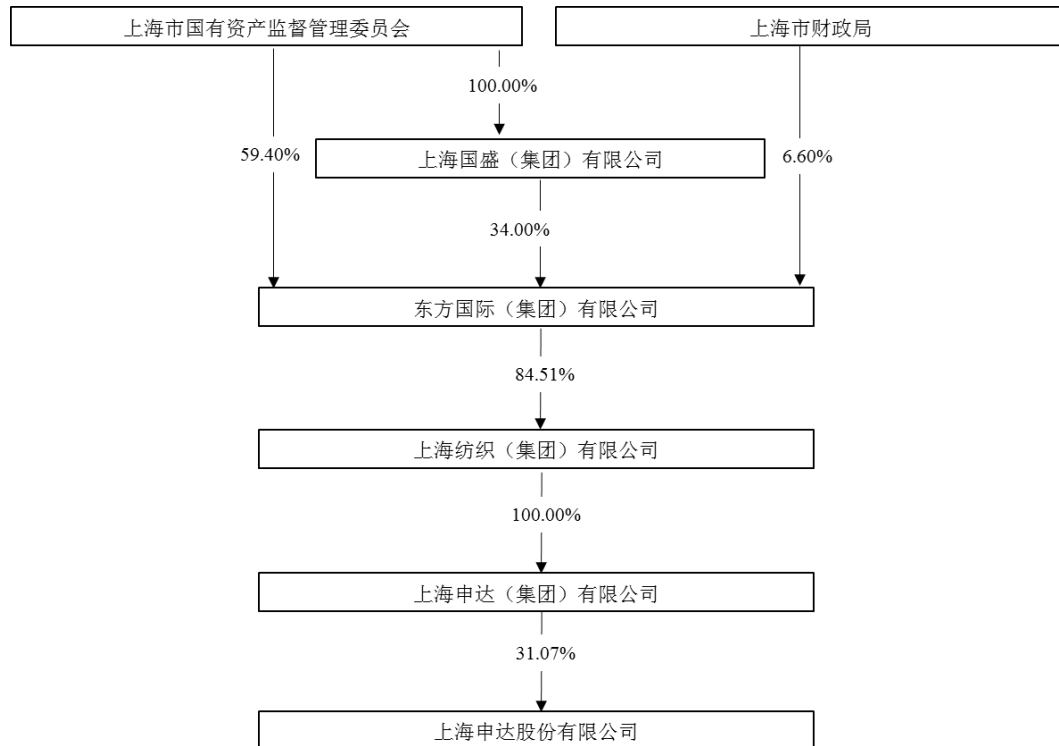 上海市国有资产监督管理委员会
上海市财政局
100.00%
59.40%
上海国盛（集团）有限公司
6.60%
34.00%
东方国际（集团）有限公司
84.51%
上海纺织（集团）有限公司
100.00%
上海申达（集团）有限公司
31.07%
上海申达股份有限公司